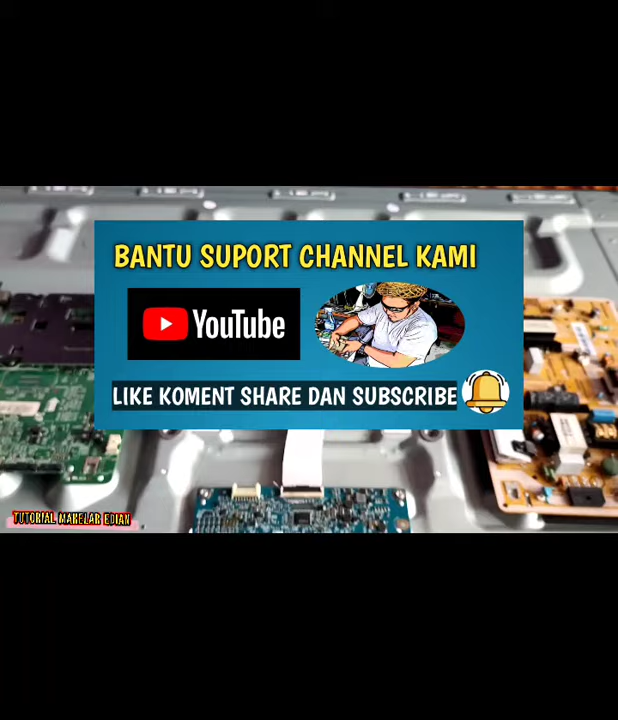 BANTU SUPORT CHANNEL KAMI
YouTube
LIKE KOMENT SHARE DAN SUBSCRIBE
TUTORIAL MAKELAR EDIAN